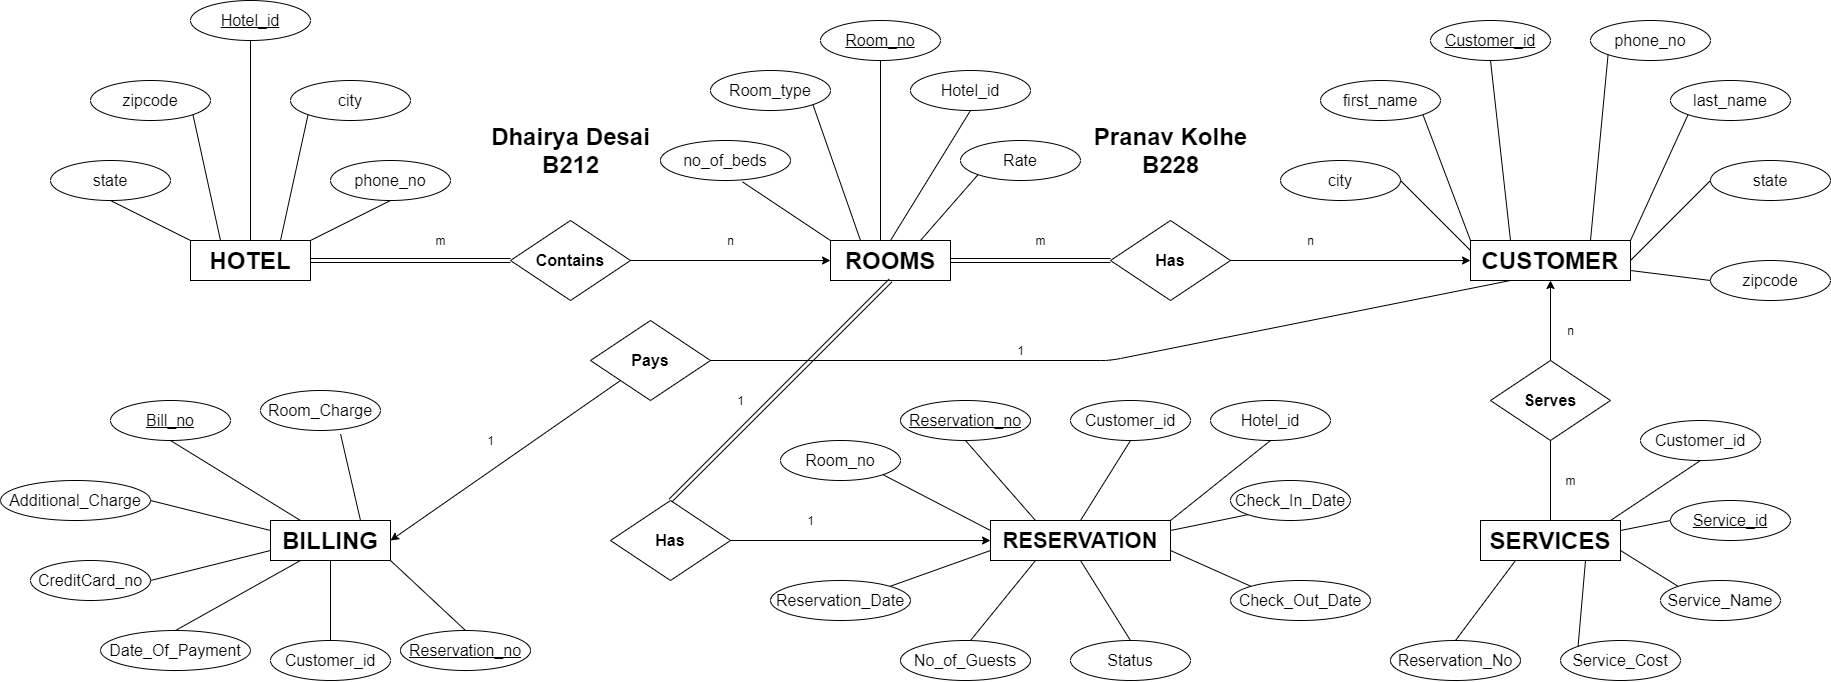 Hotel_id
zipcode
city
state
phone_no
HOTEL
m
Contains
n
Dhairya Desai
B212
Room_no
Room_type
Hotel_id
no_of_beds
Rate
ROOMS
m
Has
n
Pranav Kolhe
B228
Customer_id
phone_no
first_name
last_name
city
state
CUSTOMER
zipcode
Pays
1
1
1
n
Serves
m
Bill_no
Room_Charge
Additional_Charge
BILLING
CreditCard_no
Date_Of_Payment
Customer_id
Reservation_no
Has
1
Reservation_no
Customer_id
Hotel_id
Room_no
Check_In_Date
RESERVATION
Reservation_Date
Check_Out_Date
No_of_Guests
Status
Customer_id
Service_id
SERVICES
Service_Name
Reservation_No
Service_Cost